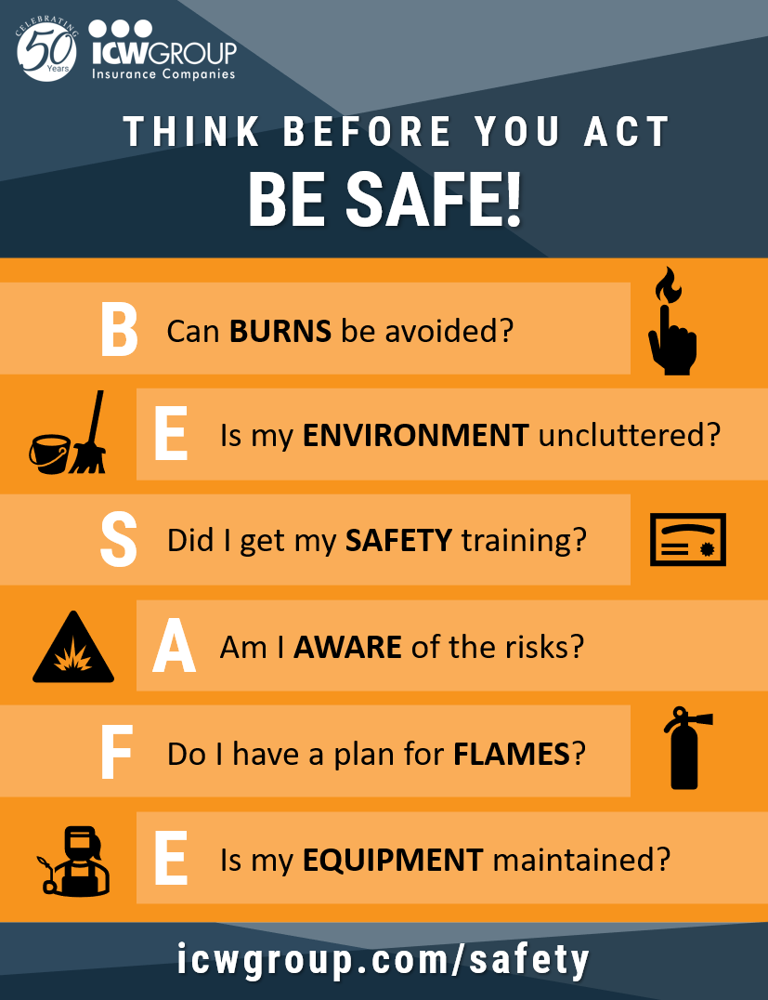 CELEBRATING
50
Years
ICWGROUP
Insurance Companies
THINK BEFORE YOU ACT
BE SAFE!
B Can BURNS be avoided?
E Is my ENVIRONMENT uncluttered?
S Did I get my SAFETY training?
A Am I AWARE of the risks?
F Do I have a plan for FLAMES?
E Is my EQUIPMENT maintained?
icwgroup.com/safety